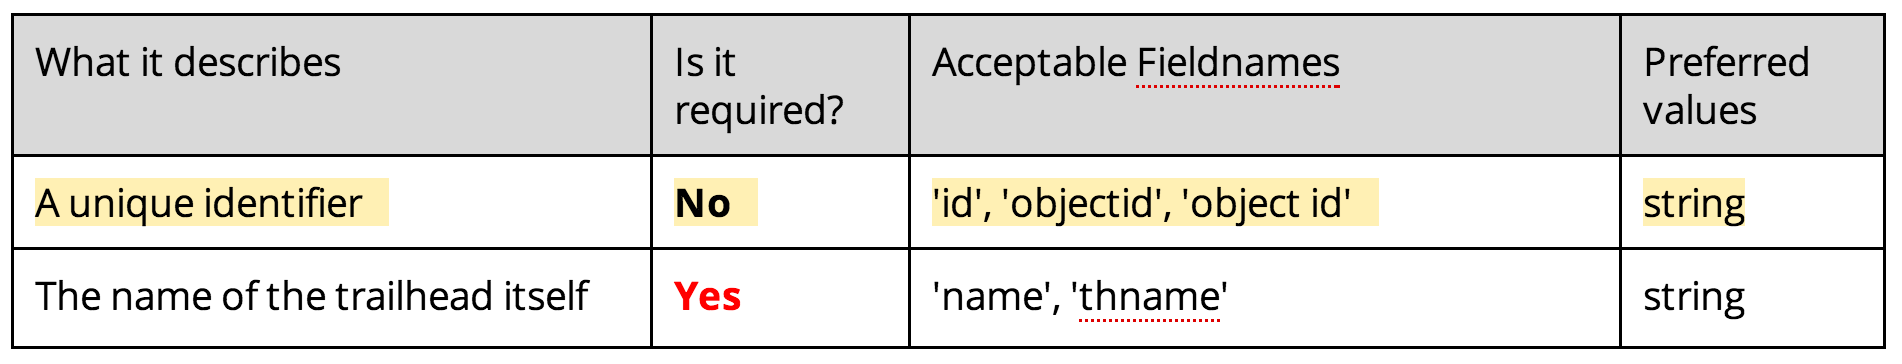 What it describes
Is it
required?
Acceptable Fieldnames
Preferred
values
A unique identifier
No
'id', 'objectid', 'object id'
string
The name of the trailhead itself
Yes
'name', 'thname'
string